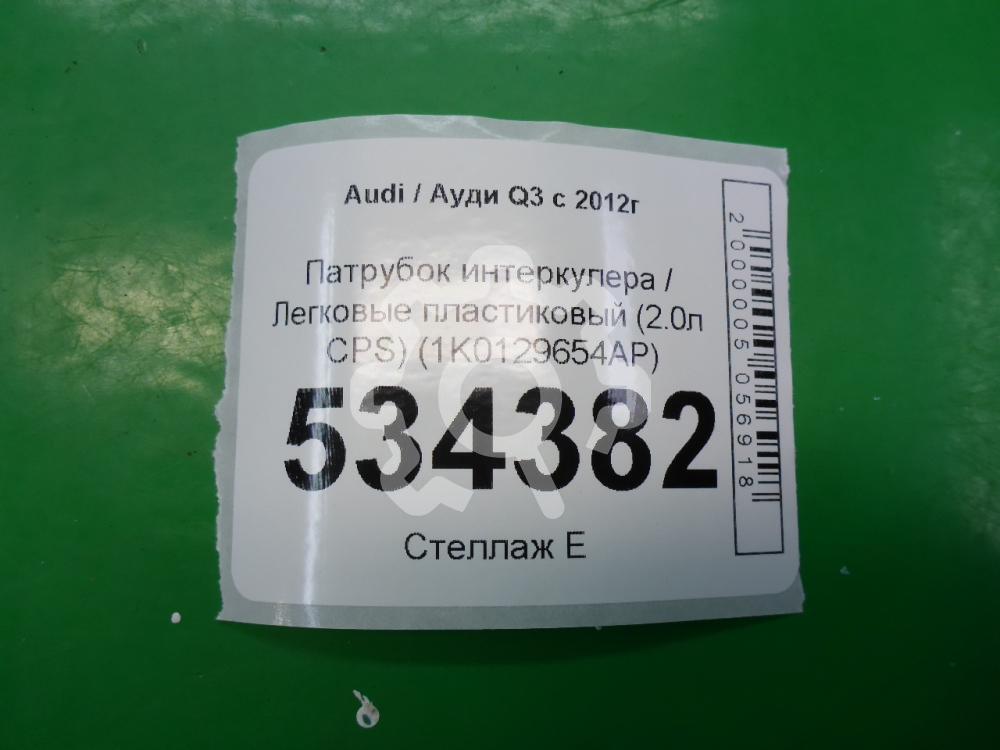 Audi / Ауди Q3 с 2012г
Патрубок интеркулера /
Легковые пластиковый (2.0л
CPS) (1K0129654AP)
534382
Стеллаж Е
2000005056918